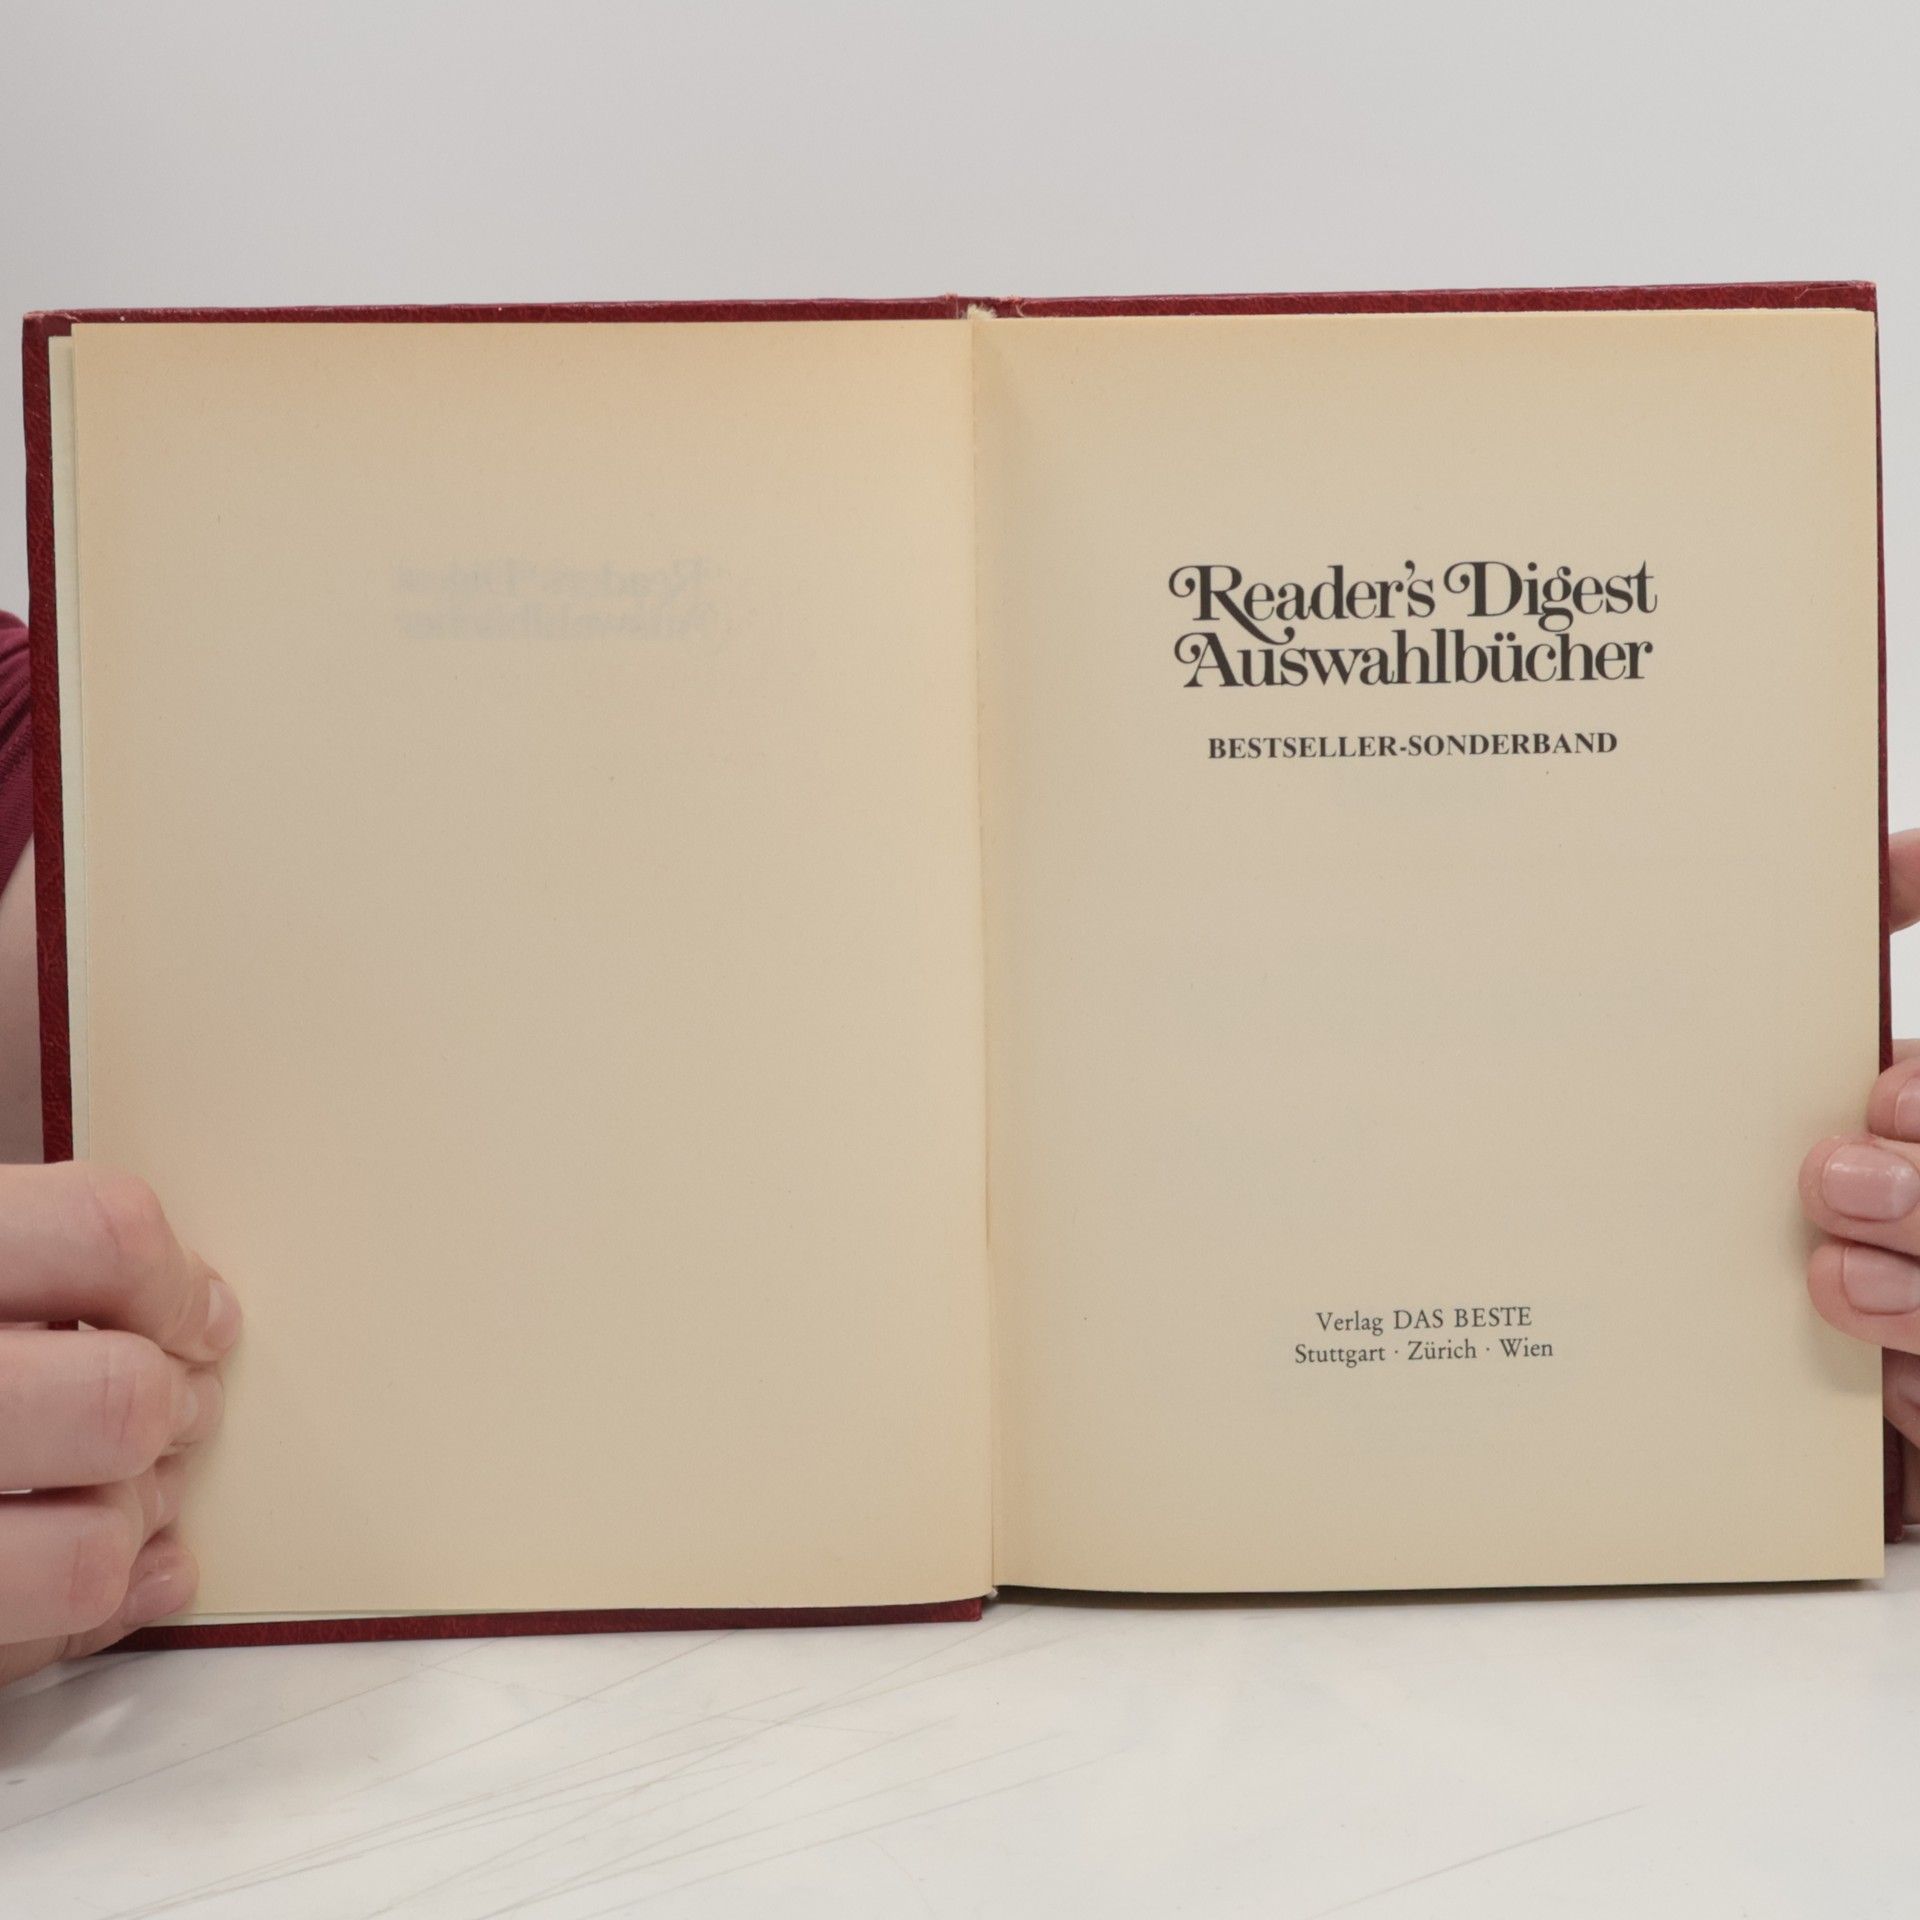 Reader's Digest
Auswahlbücher
BESTSELLER-SONDERBAND
Verlag DAS BESTE
Stuttgart · Zürich · Wien